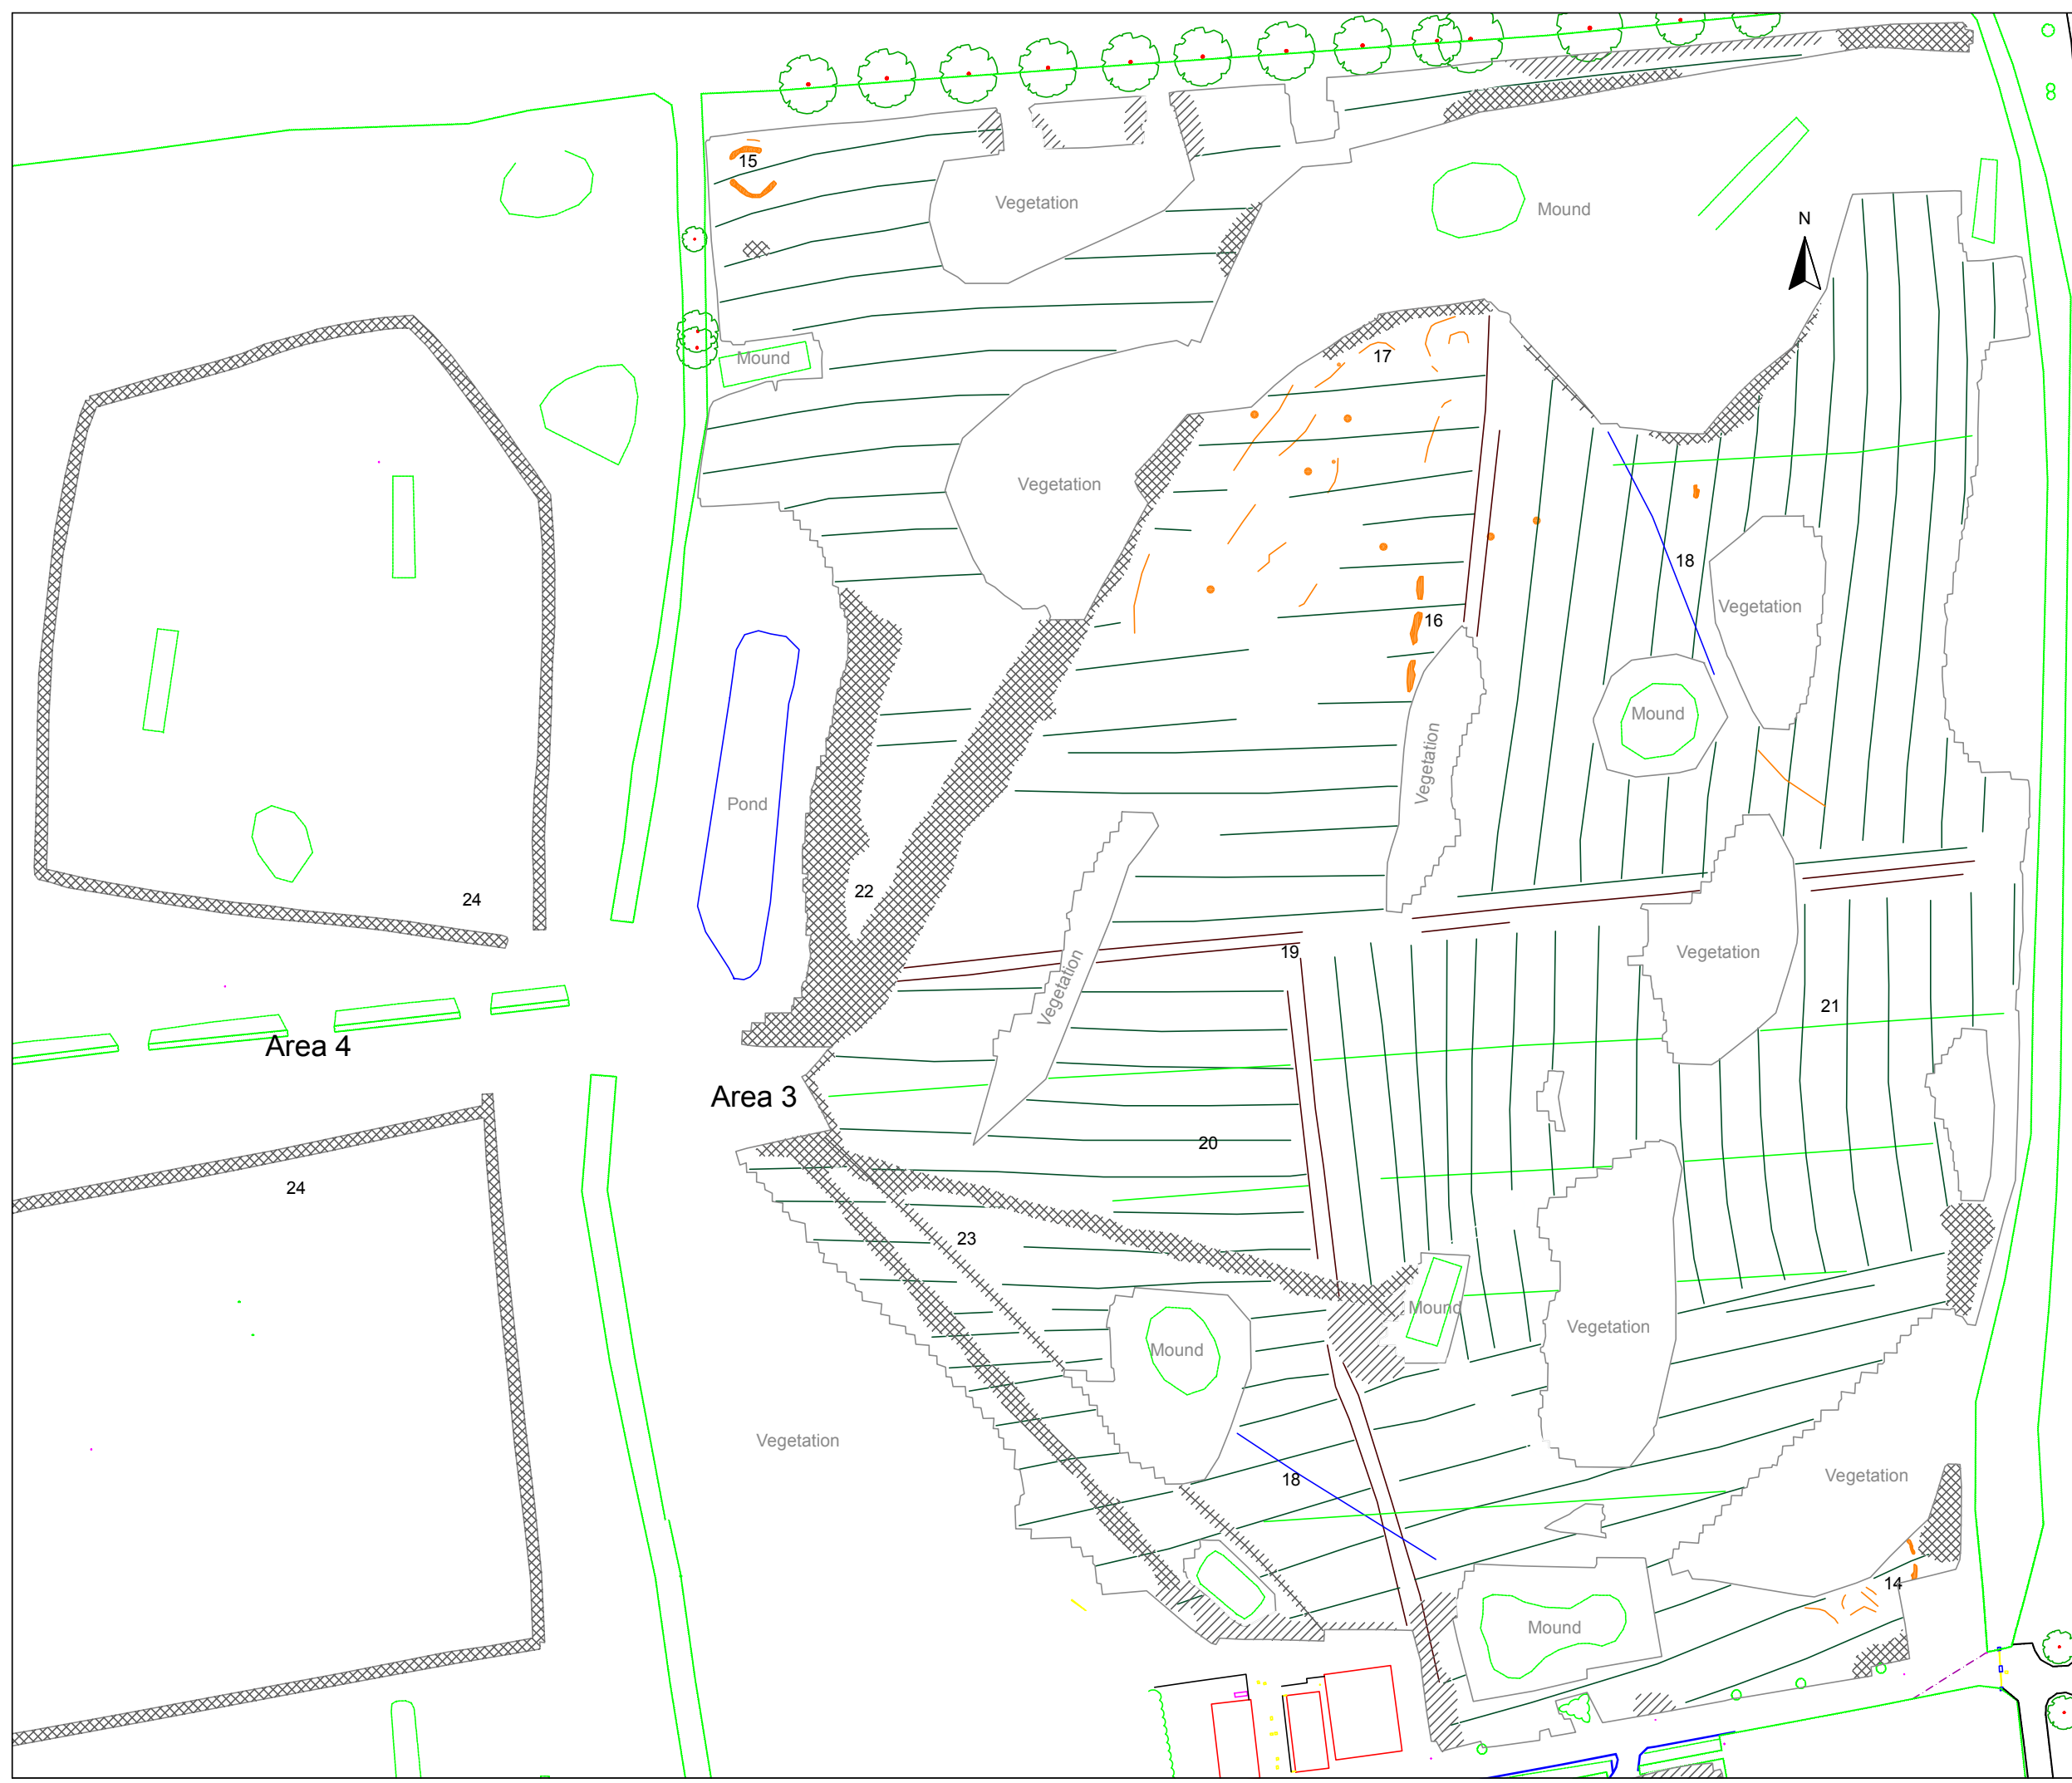 15
Vegetation
Mound
N
Mound
17
Vegetation
18
Vegetation
16
Mound
Vegetation
Pond
22
24
19
Vegetation
Vegetation
21
Area 4
Area 3
20
24
23
Mound
Vegetation
Mound
Vegetation
18
Vegetation
14
Mound